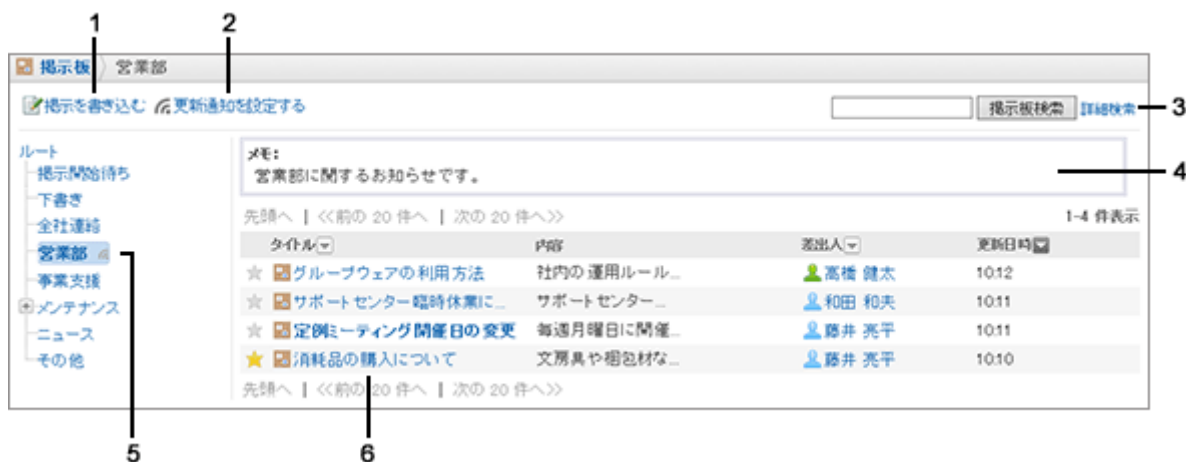 1 2
掲示板 営業部
掲示を書き込む 更新通知を設定する 掲示板検索 詳細検索 3
ルート
掲示開始待ち
下書き
全社連絡
営業部
事業支援
メンテナンス
ニュース
その他
メモ:
営業部に関するお知らせです。
4
先頭へ | <<前の 20 件へ | 次の 20 件へ>> 1-4 件表示
タイトル 内容 差出人 更新日時
グループウェアの利用方法 社内の運用ルール... 高橋 健太 10:12
サポートセンター臨時休業に... サポートセンター... 和田 和夫 10:11
定例ミーティング開催日の変更 毎週月曜日に開催... 藤井 亮平 10:11
消耗品の購入について 文房具や梱包材な... 藤井 亮平 10:10
先頭へ | <<前の 20 件へ | 次の 20 件へ>>
5 6